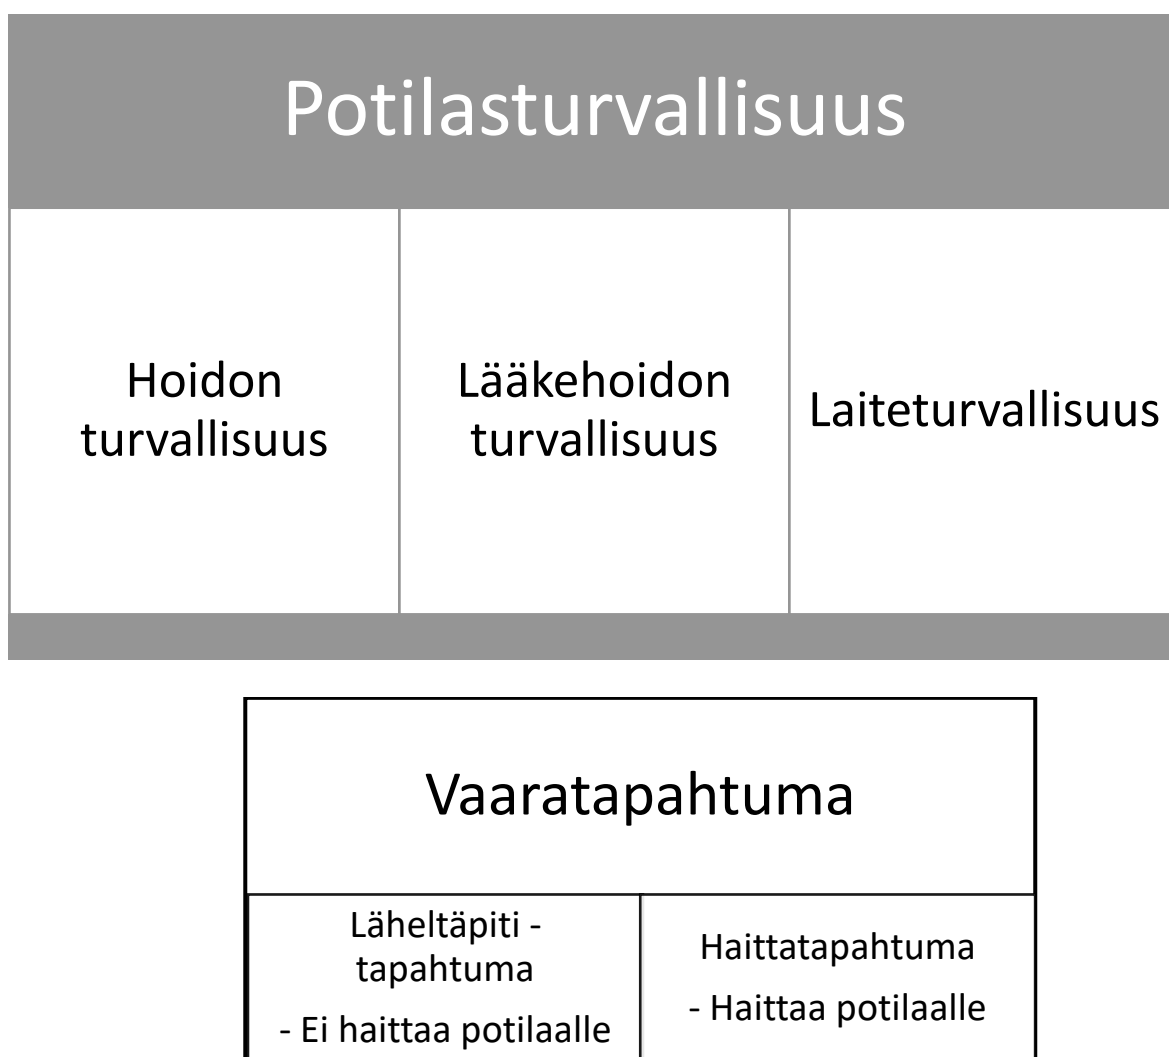 Potilasturvallisuus
Hoidon
turvallisuus
Lääkehoidon
turvallisuus
Laiteturvallisuus
Vaaratapahtuma
Läheltäpiti -
tapahtuma
- Ei haittaa potilaalle
Haittatapahtuma
- Haittaa potilaalle